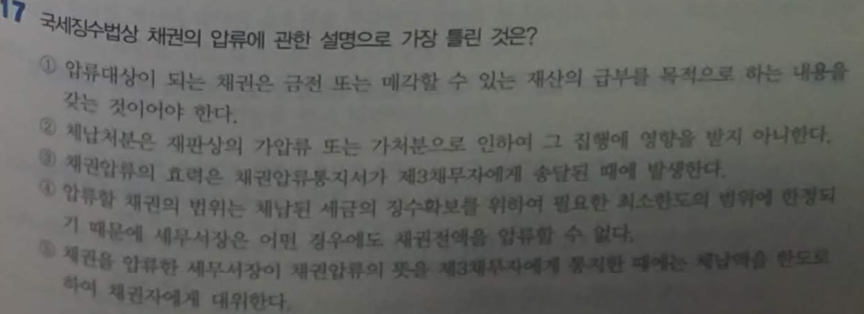 17 국세징수법상 채권의 압류에 관한 설명으로 가장 틀린 것은?
① 압류대상이 되는 채권은 금전 또는 매각할 수 있는 재산의 급부를 목적으로 하는 내용을
갖는 것이어야 한다.
② 체납처분은 재판상의 가압류 또는 가처분으로 인하여 그 집행에 영향을 받지 아니한다.
③ 채권압류의 효력은 채권압류통지서가 제3채무자에게 송달된 때에 발생한다.
④ 압류할 채권의 범위는 체납된 세금의 징수확보를 위하여 필요한 최소한도의 범위에 한정되
기 때문에 세무서장은 어떤 경우에도 채권전액을 압류할 수 없다.
⑤ 채권을 압류한 세무서장이 채권압류의 뜻을 제3채무자에게 통지한 때에는 체납액을 한도로
하여 채권자에게 대위한다.